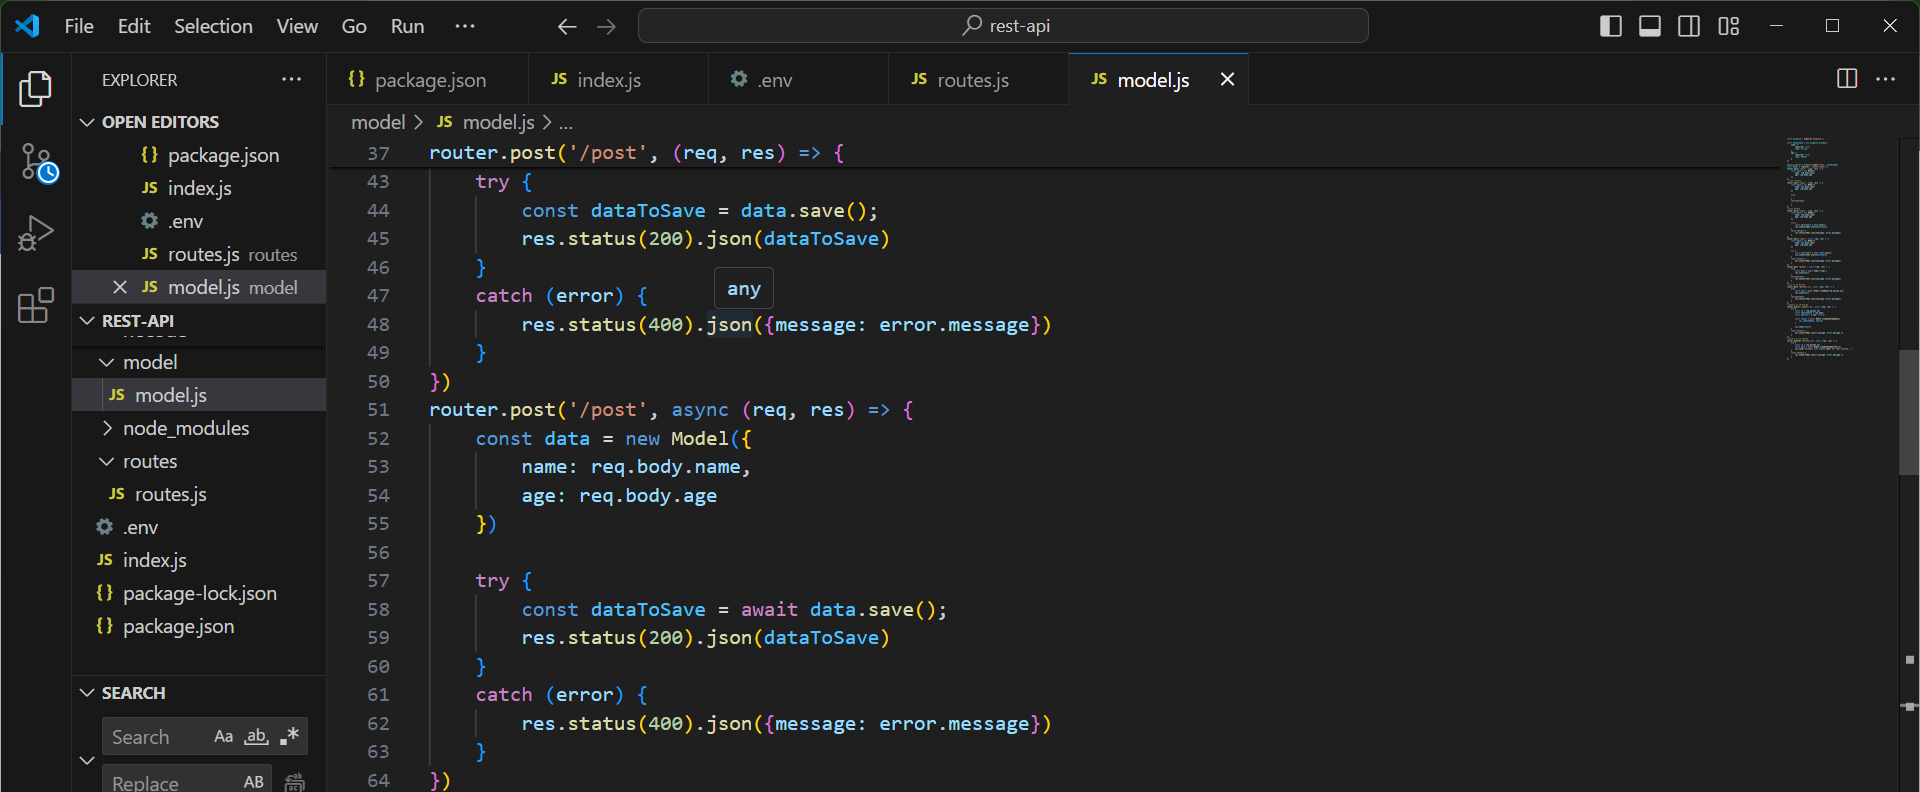 File Edit Selection View Go Run ··· rest-api
EXPLORER ···
OPEN EDITORS
{} package.json
JS index.js
.env
JS routes.js routes
JS model.js model
REST-API
model
JS model.js
node_modules
routes
JS routes.js
.env
JS index.js
{} package-lock.json
{} package.json
SEARCH
Search Aa ab .*
Replace AB
{} package.json JS index.js .env JS routes.js JS model.js
model > JS model.js > ...
37 router.post('/post', (req, res) => {
43 try {
44 const dataToSave = data.save();
45 res.status(200).json(dataToSave)
46 }
47 catch (error) {
any
48 res.status(400).json({message: error.message})
49 }
50 })
51 router.post('/post', async (req, res) => {
52 const data = new Model({
53 name: req.body.name,
54 age: req.body.age
55 })
56
57 try {
58 const dataToSave = await data.save();
59 res.status(200).json(dataToSave)
60 }
61 catch (error) {
62 res.status(400).json({message: error.message})
63 }
64 })